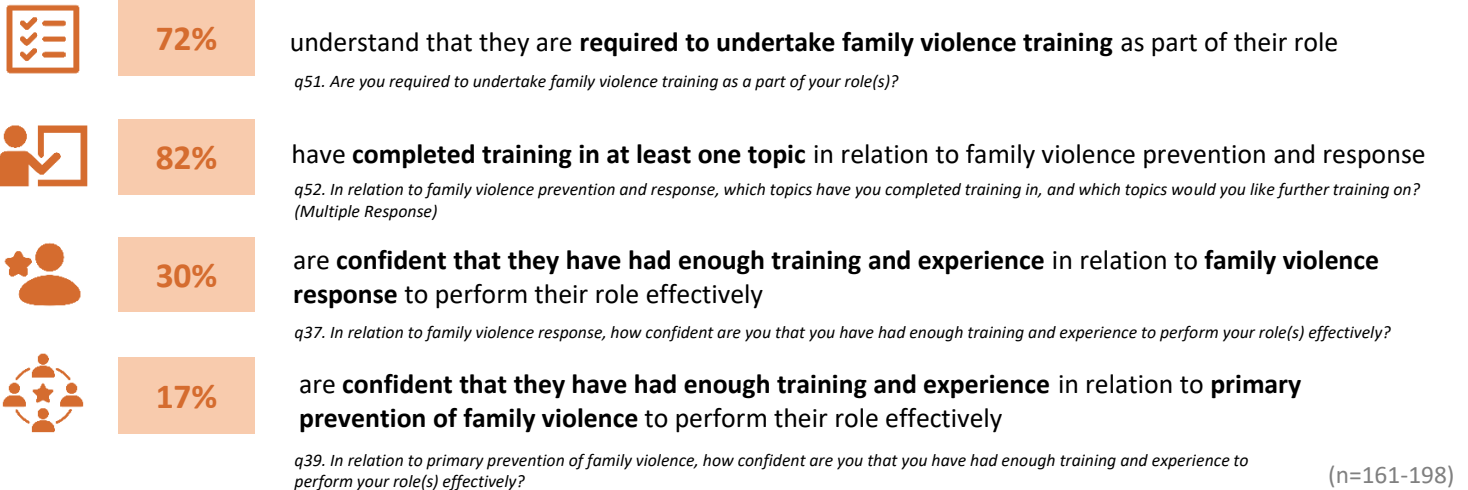 72%
understand that they are required to undertake family violence training as part of their role
q51. Are you required to undertake family violence training as a part of your role(s)?
82%
have completed training in at least one topic in relation to family violence prevention and response
q52. In relation to family violence prevention and response, which topics have you completed training in, and which topics would you like further training on?
(Multiple Response)
30%
are confident that they have had enough training and experience in relation to family violence
response to perform their role effectively
q37. In relation to family violence response, how confident are you that you have had enough training and experience to perform your role(s) effectively?
17%
are confident that they have had enough training and experience in relation to primary
prevention of family violence to perform their role effectively
q39. In relation to primary prevention of family violence, how confident are you that you have had enough training and experience to
perform your role(s) effectively?
(n=161-198)